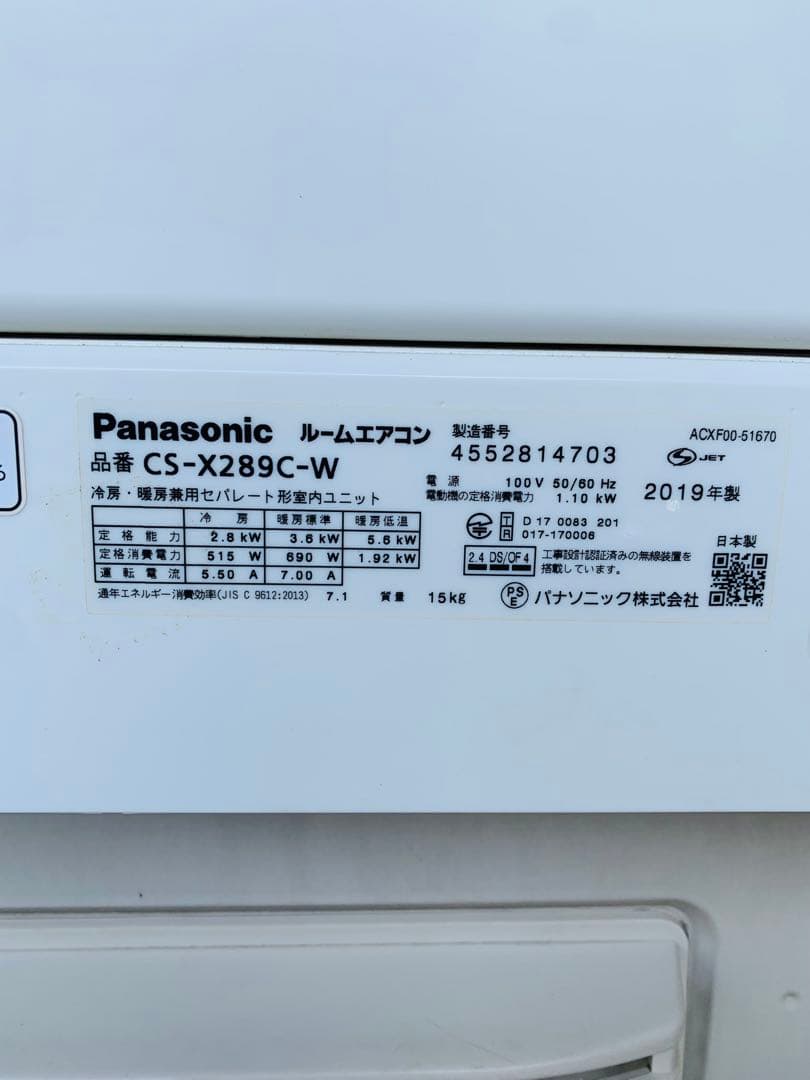 Panasonic ルームエアコン
品番 CS-X289C-W
冷房・暖房兼用セパレート形室内ユニット
冷房 暖房標準 暖房低温
定格能力 2.8 kW 3.6 kW 5.6 kW
定格消費電力 515 W 690 W 1.92 kW
運転電流 5.50 A 7.00 A
通年エネルギー消費効率(JIS C 9612:2013) 7.1 質量 15kg
製造番号
4552814703
電源 100V 50/60 Hz
電動機の定格消費電力 1.10 kW
ACXF00-51670
S JET
2019年製
T D 17 0083 201
R 017-170006
2.4 DS/OF4 工事設計認証済みの無線装置を
搭載しています。
日本製
PS
E パナソニック株式会社